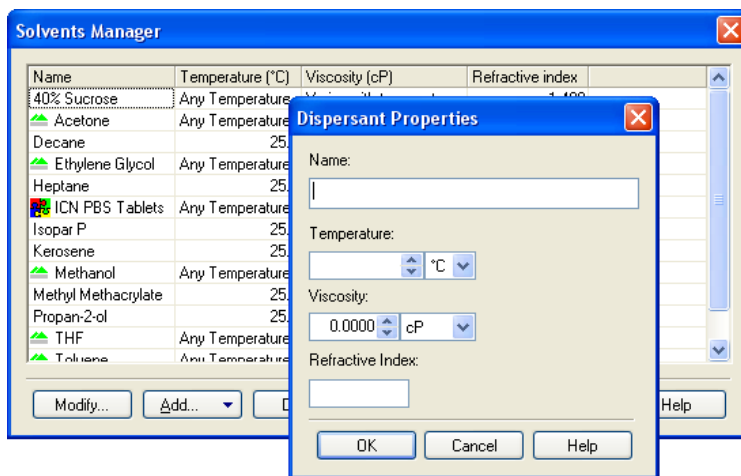 Solvents Manager
Name Temperature (°C) Viscosity (cP) Refractive index
40% Sucrose Any Temperature
Acetone Any Temperature
Decane 25.
Ethylene Glycol Any Temperature
Heptane 25.
ICN PBS Tablets Any Temperature
Isopar P 25.
Kerosene 25.
Methanol Any Temperature
Methyl Methacrylate 25.
Propan-2-ol 25.
THF Any Temperature
Toluene Any Temperature
Modify... Add... Help
Dispersant Properties
Name:
Temperature:
°C
Viscosity:
0.0000 cP
Refractive Index:
OK Cancel Help